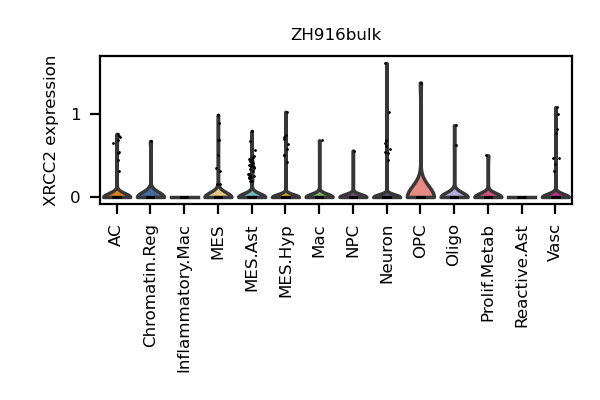 ZH916bulk
XRCC2 expression
1
0
AC
Chromatin.Reg
Inflammatory.Mac
MES
MES.Ast
MES.Hyp
Mac
NPC
Neuron
OPC
Oligo
Prolif.Metab
Reactive.Ast
Vasc